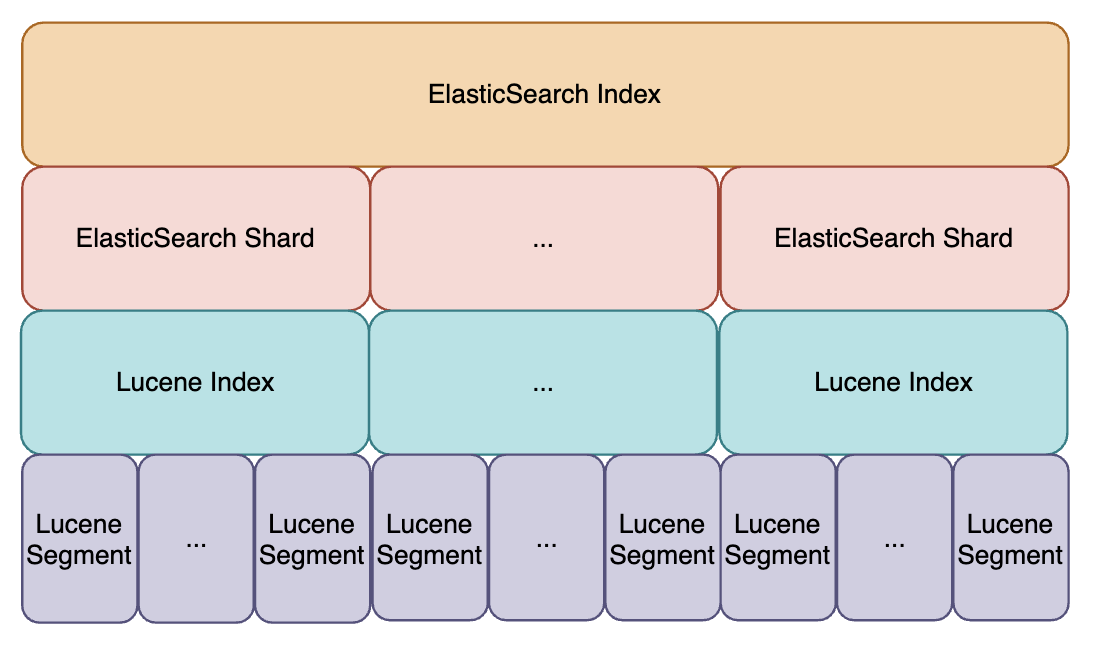 ElasticSearch Index
ElasticSearch Shard
...
ElasticSearch Shard
Lucene Index
...
Lucene Index
Lucene
Segment
...
Lucene
Segment
Lucene
Segment
...
Lucene
Segment
Lucene
Segment
...
Lucene
Segment